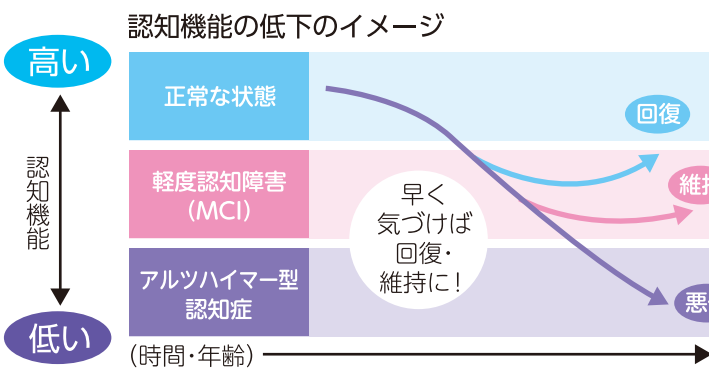 認知機能の低下のイメージ
高い
正常な状態
回復
認知機能
軽度認知障害
(MCI)
維持
早く
気づけば
回復・
維持に！
アルツハイマー型
認知症
悪
低い
(時間・年齢)